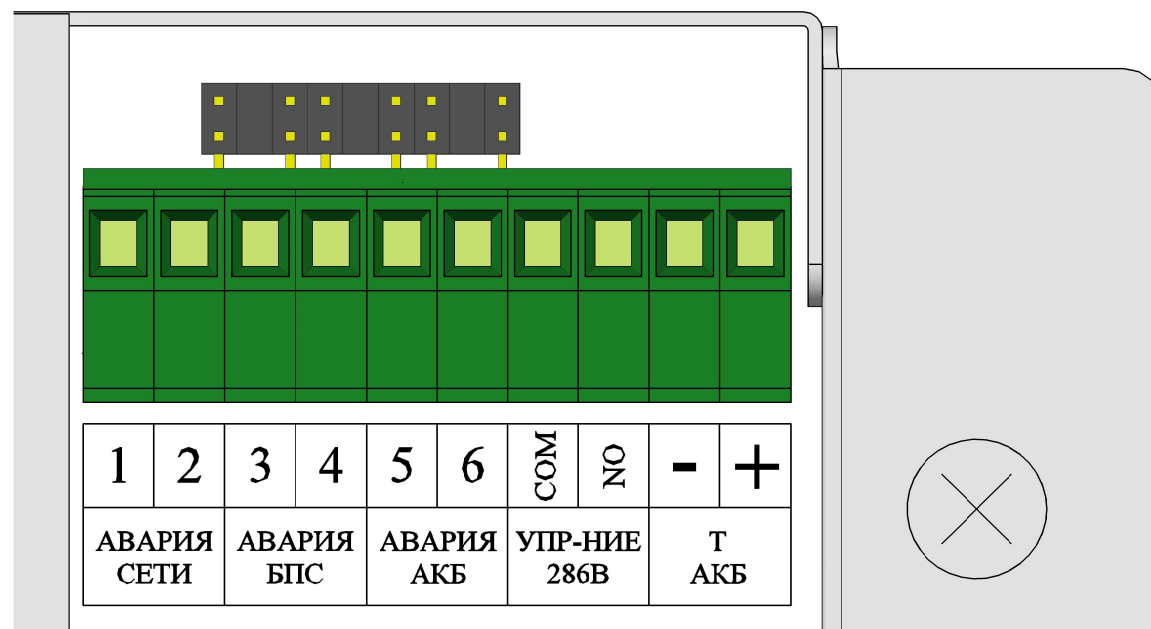 1 2 3 4 5 6 COM NO - +
АВАРИЯ АВАРИЯ АВАРИЯ УПР-НИЕ Т
СЕТИ БПС АКБ 286В АКБ